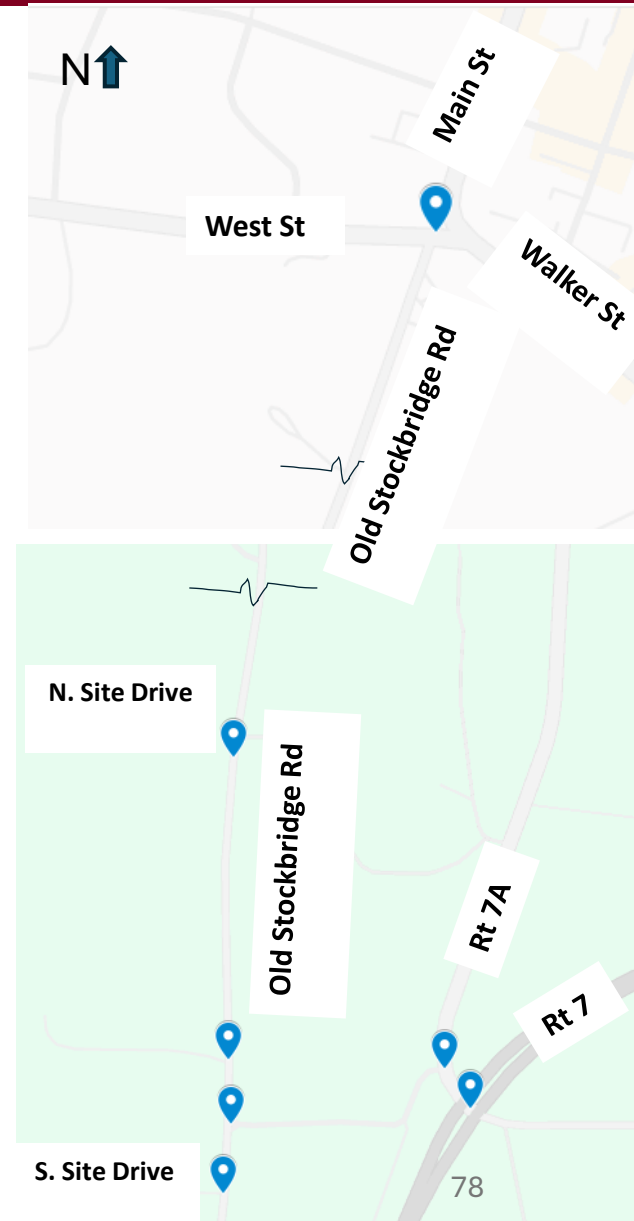 N
Main St
West St
Walker St
Old Stockbridge Rd
N. Site Drive
Old Stockbridge Rd
Rt 7A
Rt 7
S. Site Drive
78